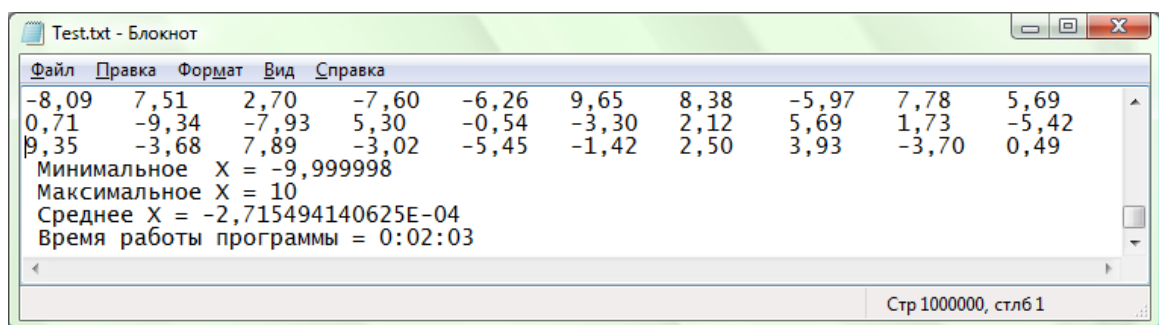 Test.txt - Блокнот
Файл Правка Формат Вид Справка
-8,09 7,51 2,70 -7,60 -6,26 9,65 8,38 -5,97 7,78 5,69
0,71 -9,34 -7,93 5,30 -0,54 -3,30 2,12 5,69 1,73 -5,42
9,35 -3,68 7,89 -3,02 -5,45 -1,42 2,50 3,93 -3,70 0,49
Минимальное X = -9,999998
Максимальное X = 10
Среднее X = -2,715494140625E-04
Время работы программы = 0:02:03
Стр 1000000, стлб 1